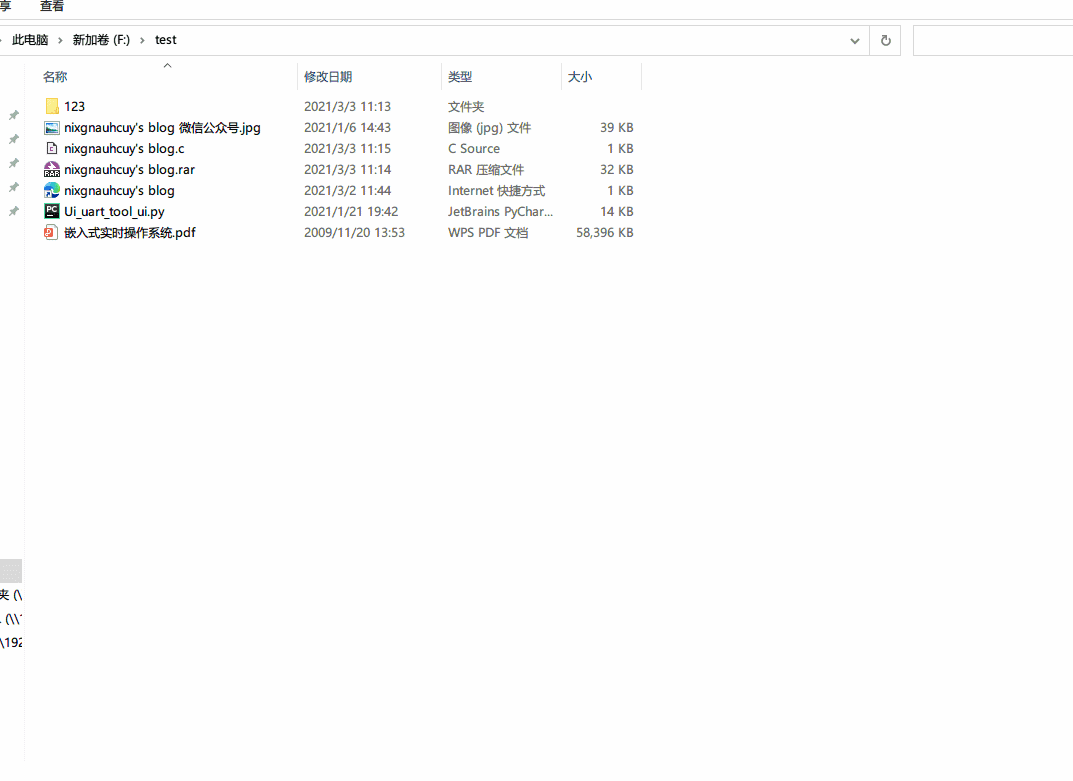 享 查看
此电脑 › 新加卷 (F:) › test
名称 修改日期 类型 大小
123 2021/3/3 11:13 文件夹
nixgnauhcuy's blog 微信公众号.jpg 2021/1/6 14:43 图像 (jpg) 文件 39 KB
nixgnauhcuy's blog.c 2021/3/3 11:15 C Source 1 KB
nixgnauhcuy's blog.rar 2021/3/3 11:14 RAR 压缩文件 32 KB
nixgnauhcuy's blog 2021/3/2 11:44 Internet 快捷方式 1 KB
Ui_uart_tool_ui.py 2021/1/21 19:42 JetBrains PyChar... 14 KB
嵌入式实时操作系统.pdf 2009/11/20 13:53 WPS PDF 文档 58,396 KB
夹 (\
(\\
\192